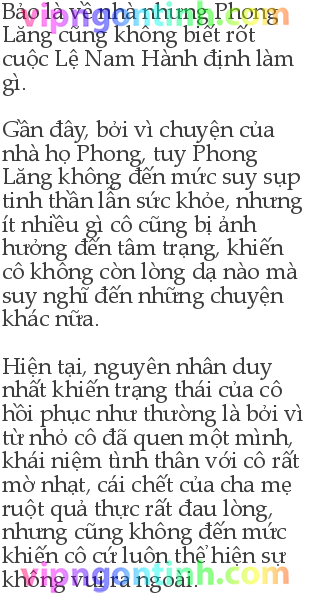 Bảo là về nhà nhưng Phong
Lăng cũng không biết rốt
cuộc Lệ Nam Hành định làm
gì.
Gần đây, bởi vì chuyện của
nhà họ Phong, tuy Phong
Lăng không đến mức suy sụp
tinh thần lẫn sức khỏe, nhưng
ít nhiều gì cô cũng bị ảnh
hưởng đến tâm trạng, khiến
cô không còn lòng dạ nào mà
suy nghĩ đến những chuyện
khác nữa.
Hiện tại, nguyên nhân duy
nhất khiến trạng thái của cô
hồi phục như thường là bởi vì
từ nhỏ cô đã quen một mình,
khái niệm tình thân với cô rất
mờ nhạt, cái chết của cha mẹ
ruột quả thực rất đau lòng,
nhưng cũng không đến mức
khiến cô cứ luôn thể hiện sự
không vui ra ngoài.
vipngontinh.com
vipngontinh.com